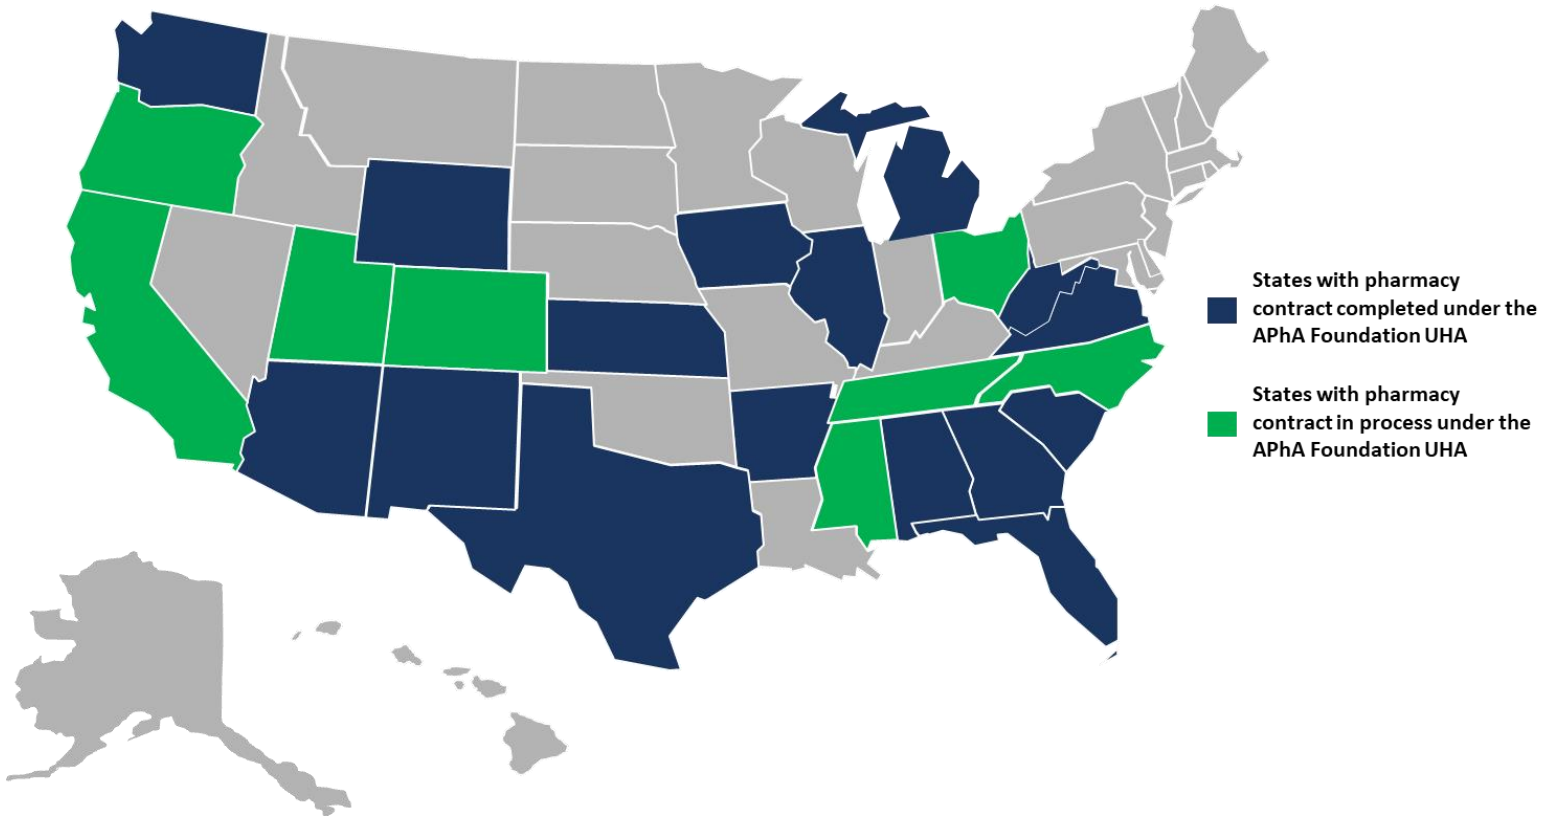 States with pharmacy
contract completed under the
APhA Foundation UHA
States with pharmacy
contract in process under the
APhA Foundation UHA